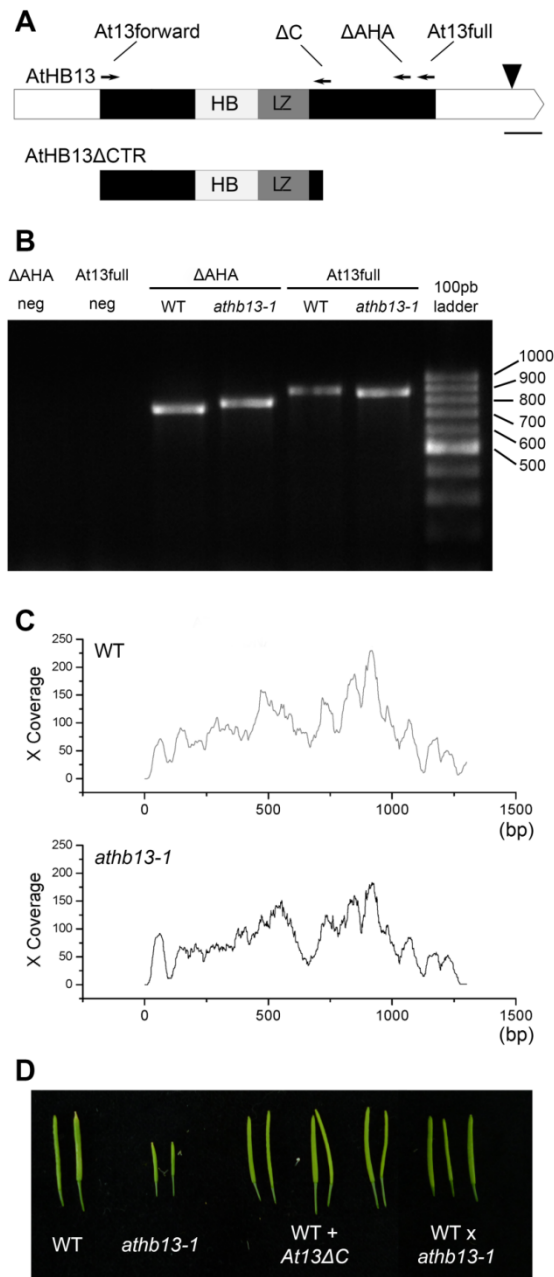 A
At13forward
ΔC
ΔAHA
At13full
AtHB13
HB
LZ
AtHB13ΔCTR
HB
LZ
B
ΔAHA
neg
At13full
neg
ΔAHA
WT
athb13-1
At13full
WT
athb13-1
100pb
ladder
1000
900
800
700
600
500
C
WT
X Coverage
250
200
150
100
50
0
0
500
1000
1500
(bp)
athb13-1
X Coverage
250
200
150
100
50
0
0
500
1000
1500
(bp)
D
WT
athb13-1
WT +
At13ΔC
WT x
athb13-1